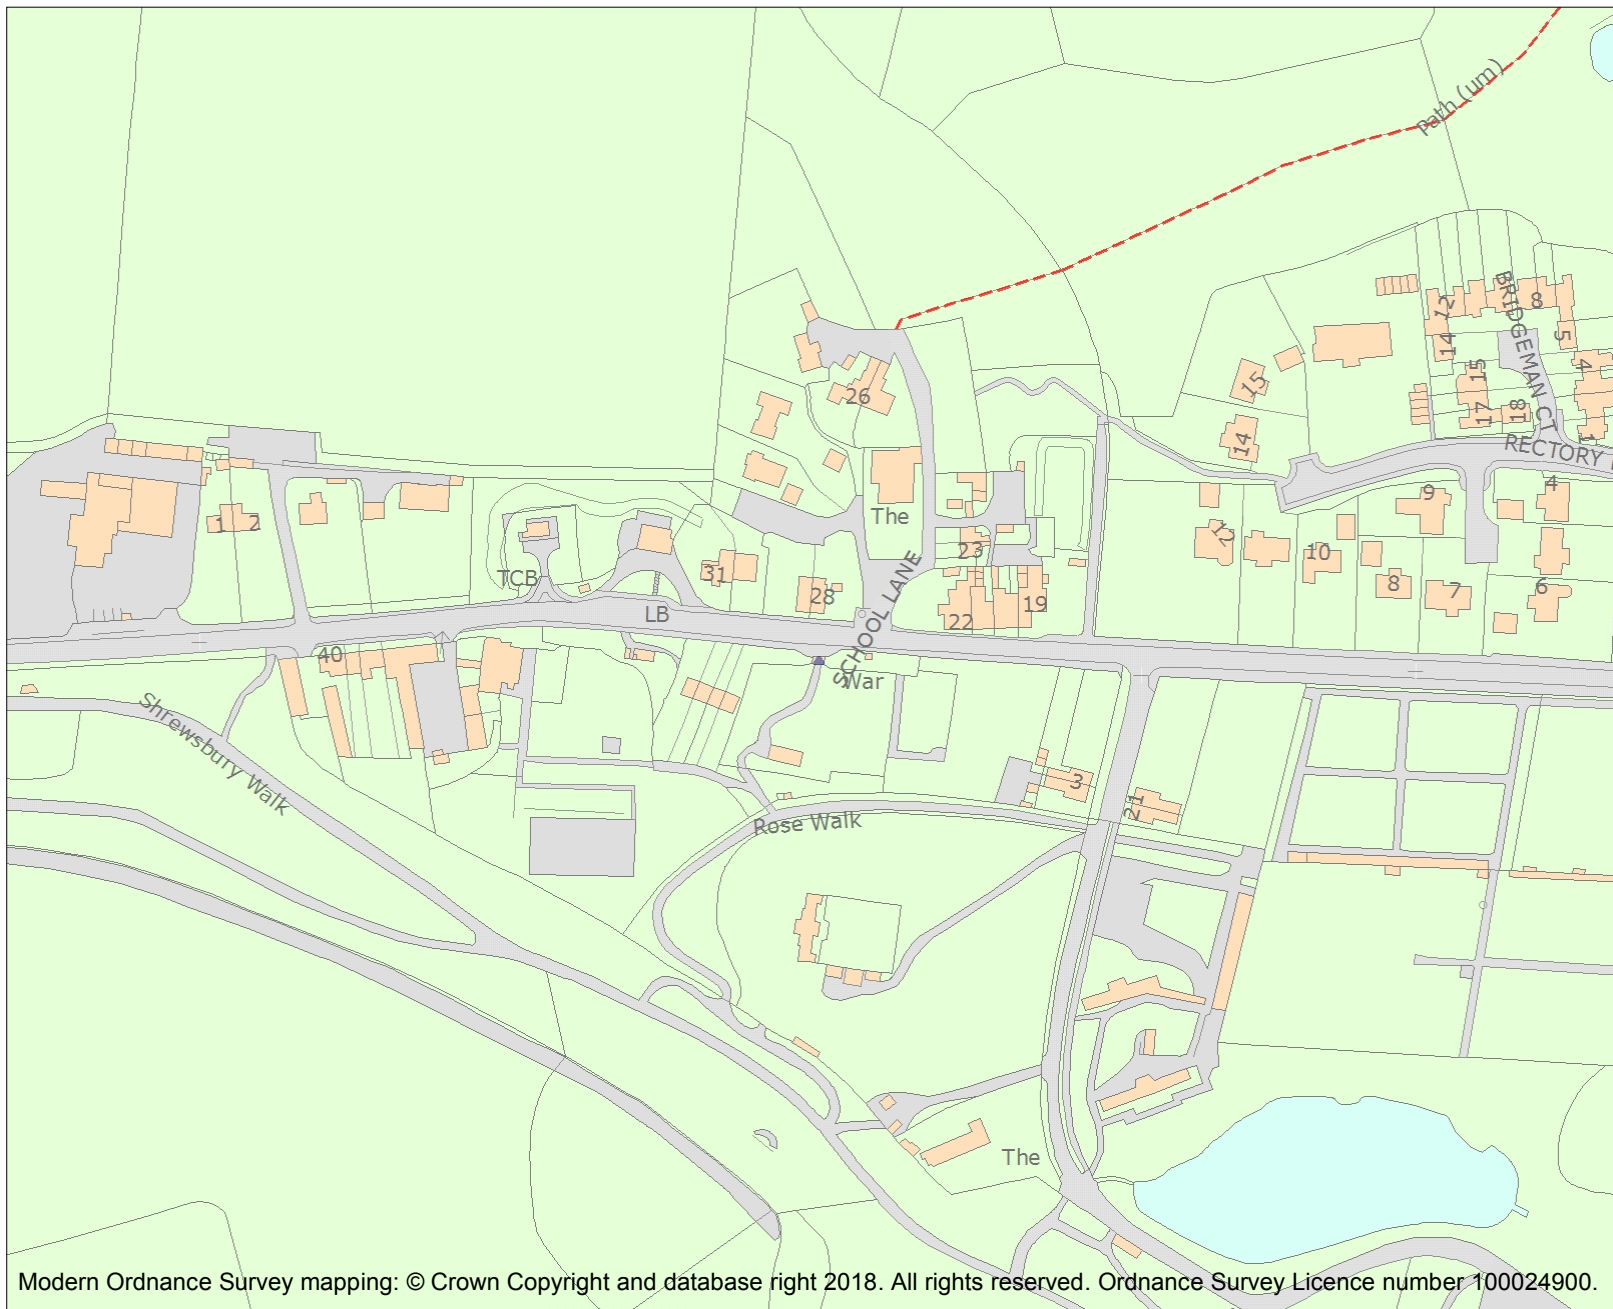 Path (um)
BRIDGEMAN CT
12
8
14
5
15
4
17
18
1
15
14
RECTORY
26
The
1
2
9
4
12
10
8
7
6
TCB
31
23
28
LB
22
19
SCHOOL LANE
40
War
Shrewsbury Walk
3
21
Rose Walk
The
Modern Ordnance Survey mapping: © Crown Copyright and database right 2018. All rights reserved. Ordnance Survey Licence number 100024900.